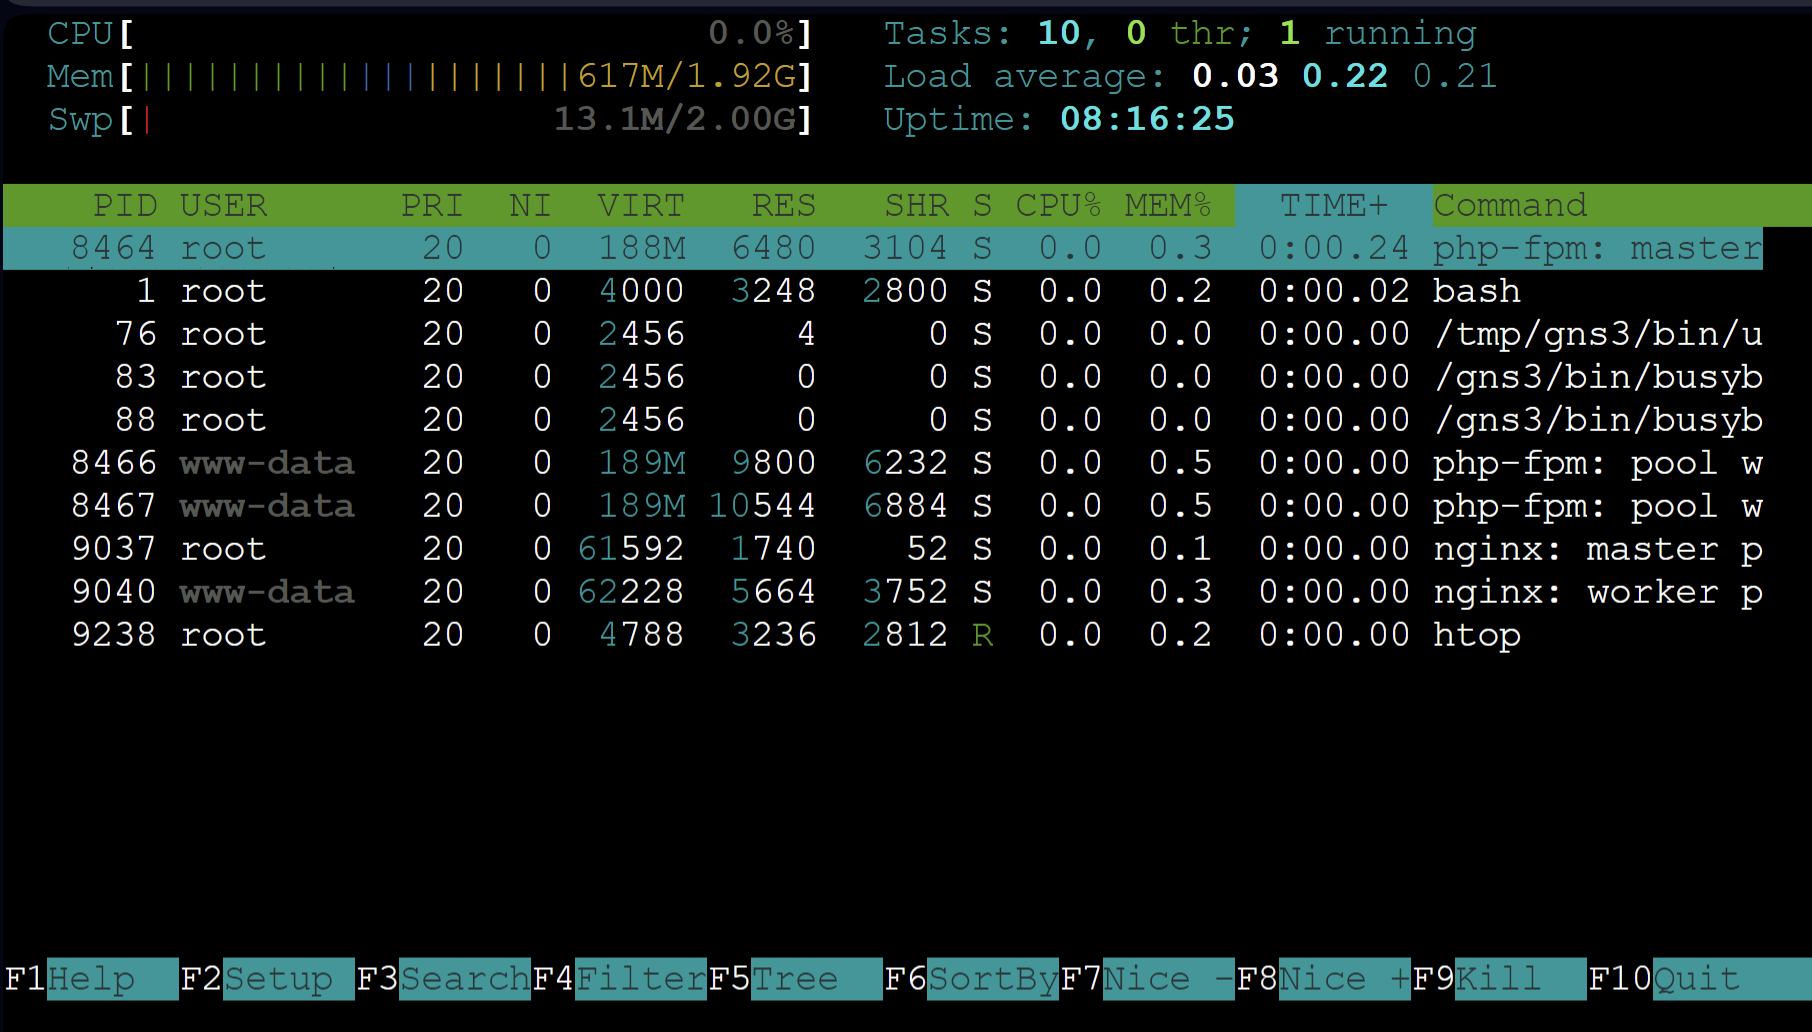 CPU[ 0.0%] Tasks: 10, 0 thr; 1 running
Mem[||||||||||||||||||||617M/1.92G] Load average: 0.03 0.22 0.21
Swp[| 13.1M/2.00G] Uptime: 08:16:25
PID USER PRI NI VIRT RES SHR S CPU% MEM% TIME+ Command
8464 root 20 0 188M 6480 3104 S 0.0 0.3 0:00.24 php-fpm: master
1 root 20 0 4000 3248 2800 S 0.0 0.2 0:00.02 bash
76 root 20 0 2456 4 0 S 0.0 0.0 0:00.00 /tmp/gns3/bin/u
83 root 20 0 2456 0 0 S 0.0 0.0 0:00.00 /gns3/bin/busyb
88 root 20 0 2456 0 0 S 0.0 0.0 0:00.00 /gns3/bin/busyb
8466 www-data 20 0 189M 9800 6232 S 0.0 0.5 0:00.00 php-fpm: pool w
8467 www-data 20 0 189M 10544 6884 S 0.0 0.5 0:00.00 php-fpm: pool w
9037 root 20 0 61592 1740 52 S 0.0 0.1 0:00.00 nginx: master p
9040 www-data 20 0 62228 5664 3752 S 0.0 0.3 0:00.00 nginx: worker p
9238 root 20 0 4788 3236 2812 R 0.0 0.2 0:00.00 htop
F1Help F2Setup F3SearchF4FilterF5Tree F6SortByF7Nice -F8Nice +F9Kill F10Quit